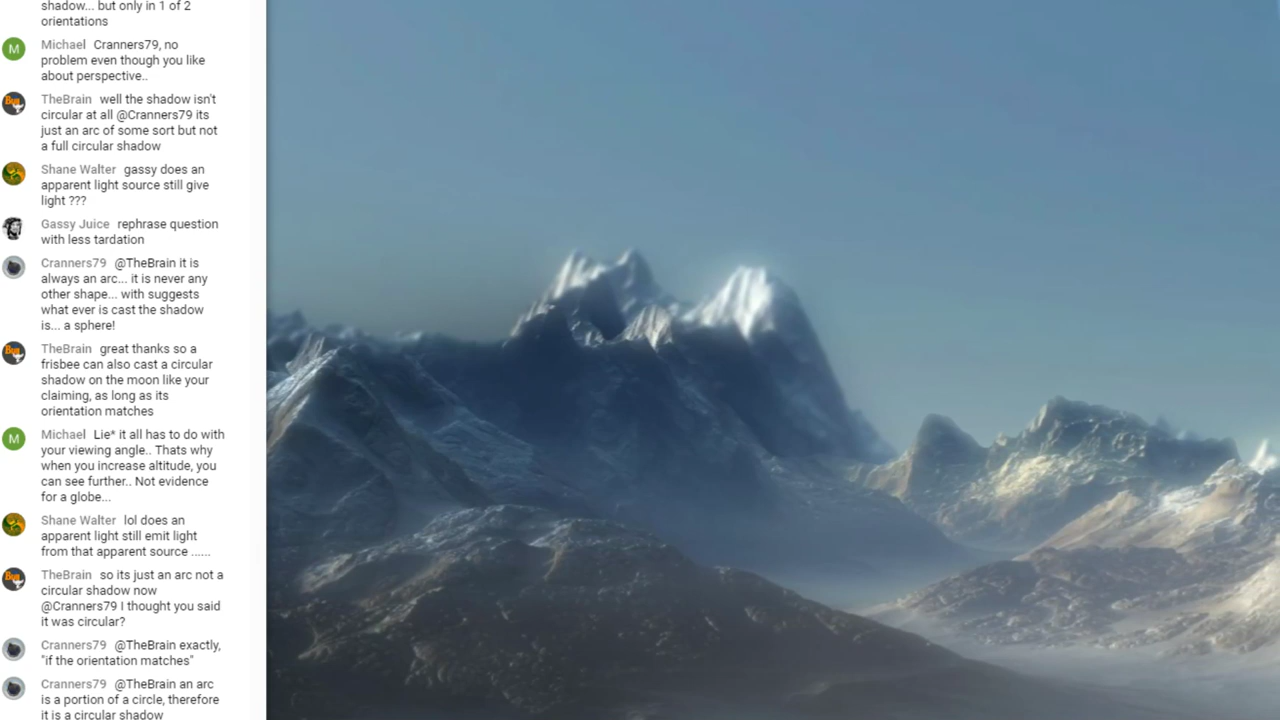 shadow... but only in 1 of 2
orientations
M
Michael Cranners79, no
problem even though you like
about perspective..
TheBrain well the shadow isn't
circular at all @Cranners79 its
just an arc of some sort but not
a full circular shadow
Shane Walter gassy does an
apparent light source still give
light ???
Gassy Juice rephrase question
with less tardation
Cranners79 @TheBrain it is
always an arc... it is never any
other shape... with suggests
what ever is cast the shadow
is... a sphere!
TheBrain great thanks so a
frisbee can also cast a circular
shadow on the moon like your
claiming, as long as its
orientation matches
M
Michael Lie* it all has to do with
your viewing angle.. Thats why
when you increase altitude, you
can see further.. Not evidence
for a globe...
Shane Walter lol does an
apparent light still emit light
from that apparent source ......
TheBrain so its just an arc not a
circular shadow now
@Cranners79 I thought you said
it was circular?
Cranners79 @TheBrain exactly,
"if the orientation matches"
Cranners79 @TheBrain an arc
is a portion of a circle, therefore
it is a circular shadow